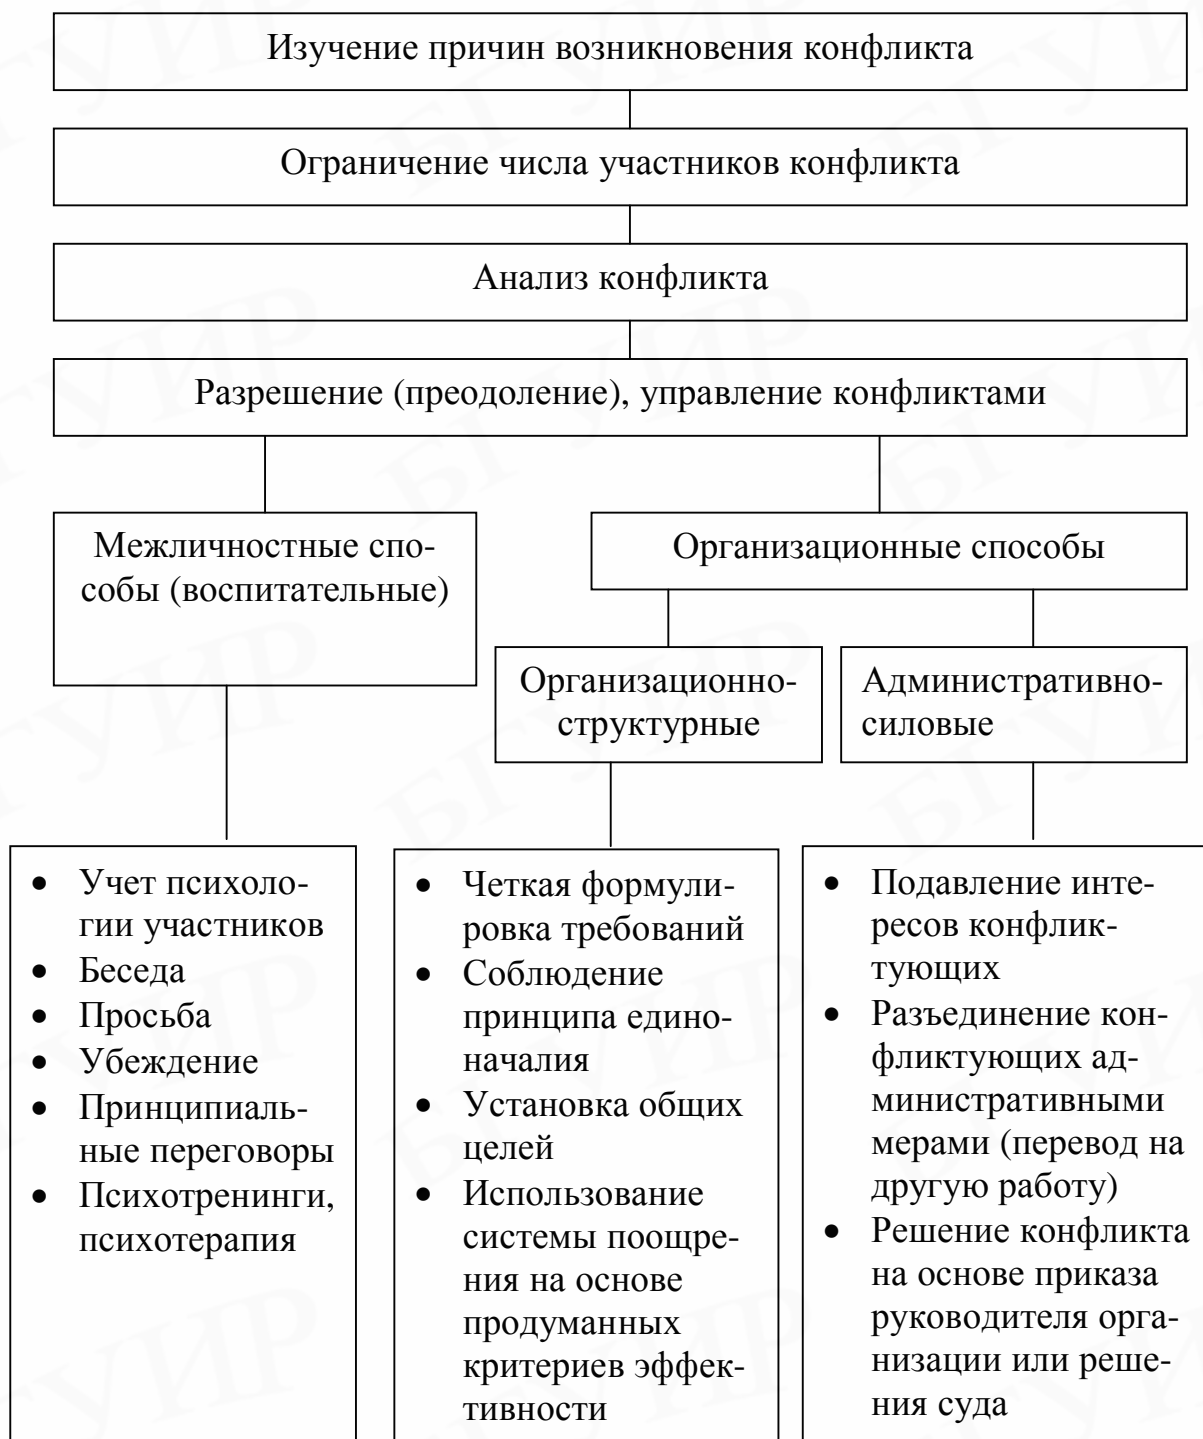 Изучение причин возникновения конфликта
Ограничение числа участников конфликта
Анализ конфликта
Разрешение (преодоление), управление конфликтами
Межличностные спо-
собы (воспитательные)
Организационные способы
Организационно-
структурные
Административно-
силовые
• Учет психоло-
гии участников
• Беседа
• Просьба
• Убеждение
• Принципиаль-
ные переговоры
• Психотренинги,
психотерапия
• Четкая формули-
ровка требований
• Соблюдение
принципа едино-
началия
• Установка общих
целей
• Использование
системы поощре-
ния на основе
продуманных
критериев эффек-
тивности
• Подавление инте-
ресов конфлик-
тующих
• Разъединение кон-
фликтующих ад-
министративными
мерами (перевод на
другую работу)
• Решение конфликта
на основе приказа
руководителя орга-
низации или реше-
ния суда
БГУИР